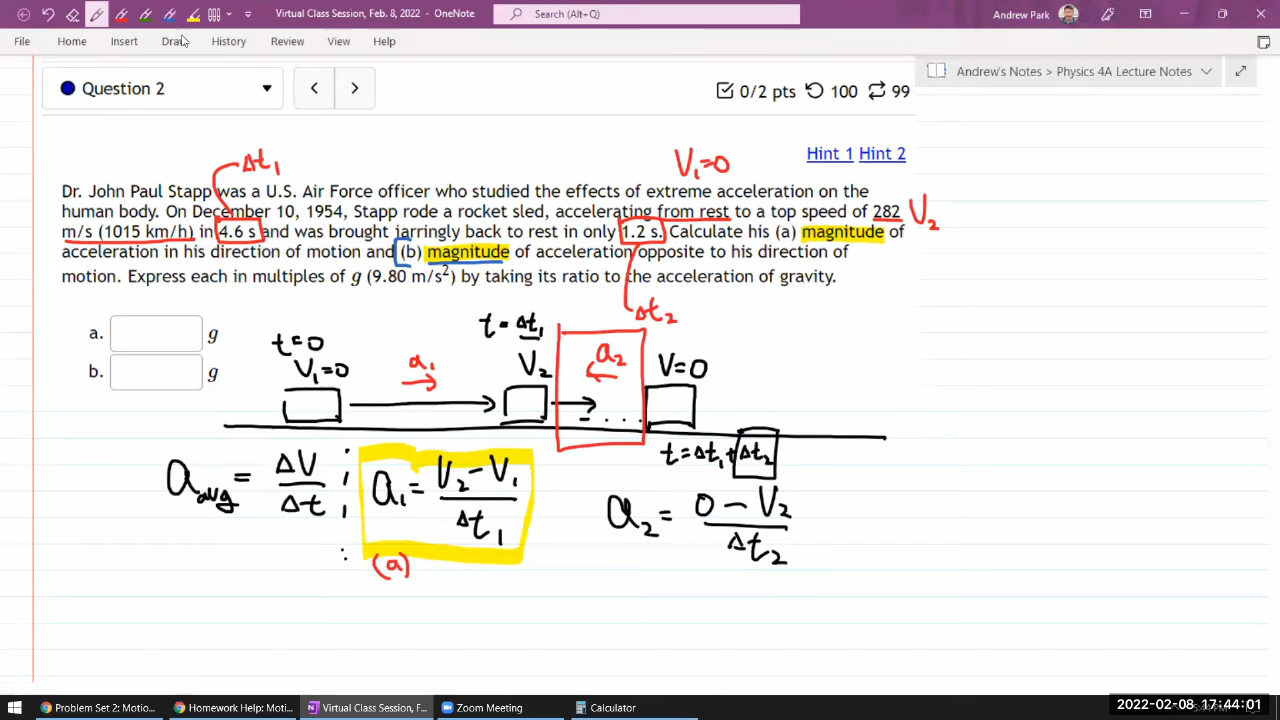 Virtual Class Session, Feb. 8, 2022 - OneNote
Search (Alt+Q)
Andrew Park
File Home Insert Draw History Review View Help
Question 2
0/2 pts 100 99
Andrew's Notes > Physics 4A Lecture Notes
Hint 1 Hint 2
Δt₁
V₁=0
Dr. John Paul Stapp was a U.S. Air Force officer who studied the effects of extreme acceleration on the
human body. On December 10, 1954, Stapp rode a rocket sled, accelerating from rest to a top speed of 282
V₂
m/s (1015 km/h) in 4.6 s and was brought jarringly back to rest in only 1.2 s. Calculate his (a) magnitude of
acceleration in his direction of motion and (b) magnitude of acceleration opposite to his direction of
motion. Express each in multiples of g (9.80 m/s²) by taking its ratio to the acceleration of gravity.
Δt₂
a. g
b. g
t=0
V₁=0
a₁
t=Δt₁
V₂
a₂
V=0
t=Δt₁+Δt₂
a_avg = ΔV/Δt ;
a₁= (V₂-V₁)/Δt₁
(a)
a₂= (0-V₂)/Δt₂
Problem Set 2: Motio...
Homework Help: Moti...
Virtual Class Session, F...
Zoom Meeting
Calculator
2022-02-08 17:44:01